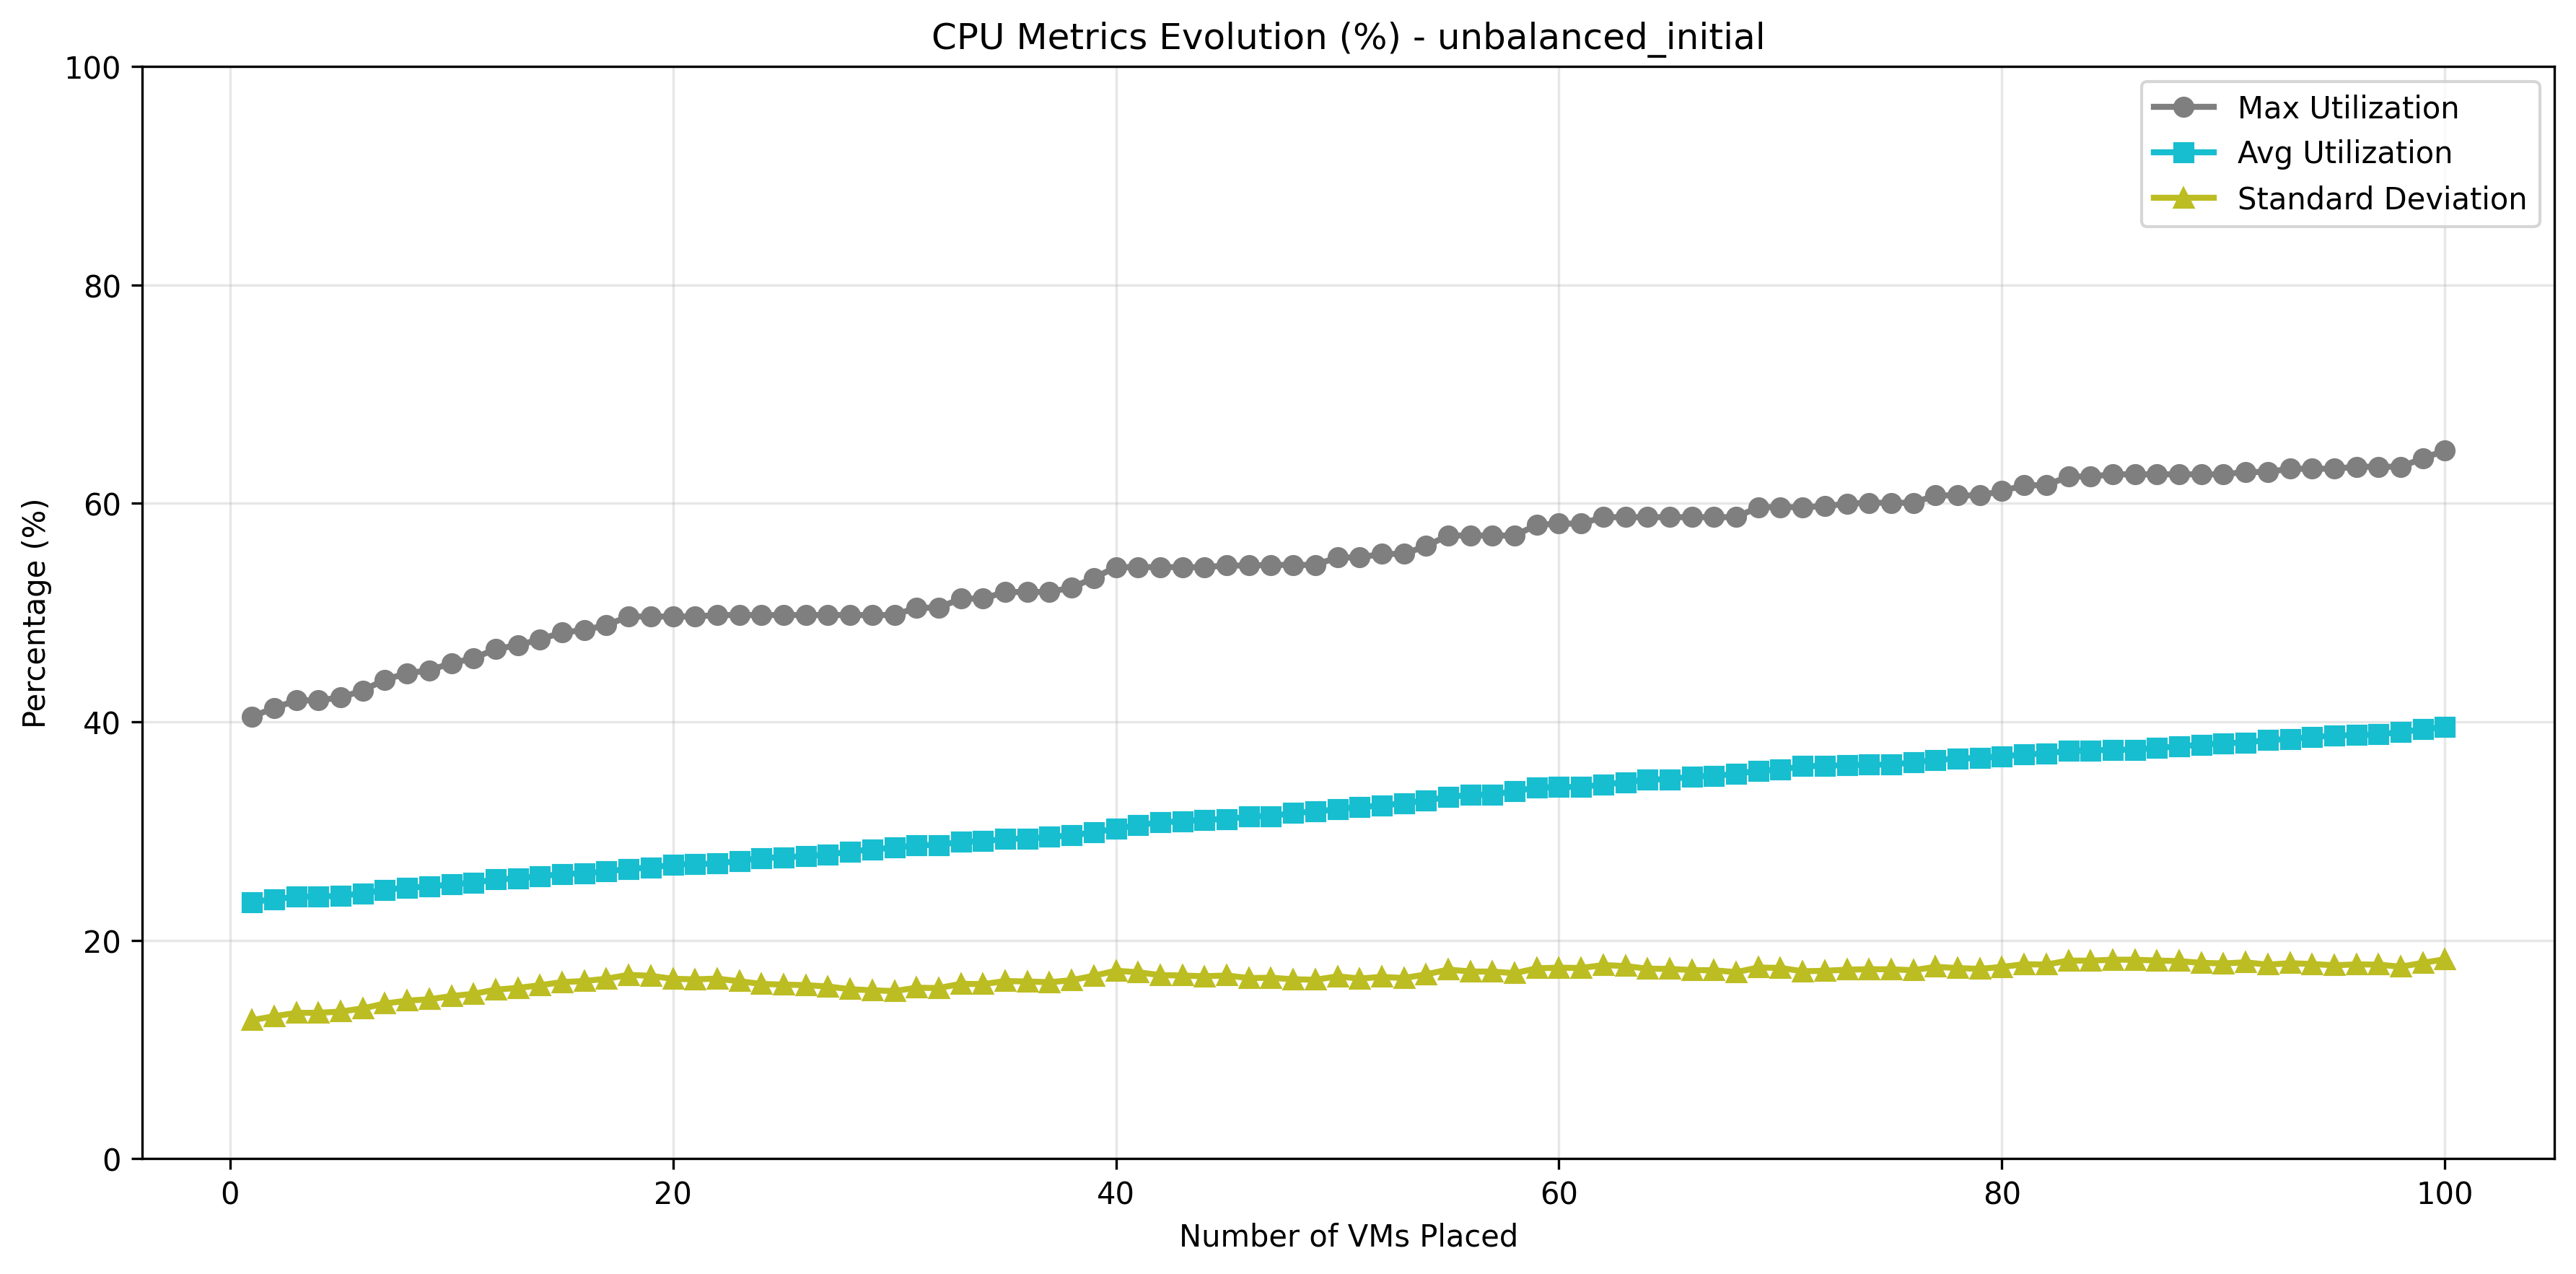 CPU Metrics Evolution (%) - unbalanced_initial
100
80
60
40
20
0
Percentage (%)
Max Utilization
Avg Utilization
Standard Deviation
0 20 40 60 80 100
Number of VMs Placed